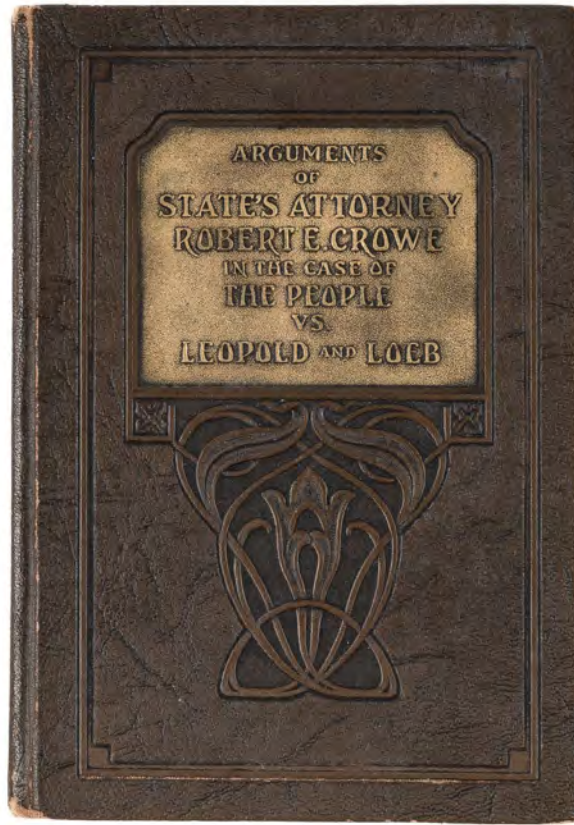 ARGUMENTS
OF
STATE'S ATTORNEY
ROBERT E. CROWE
IN THE CASE OF
THE PEOPLE
VS.
LEOPOLD AND LOEB